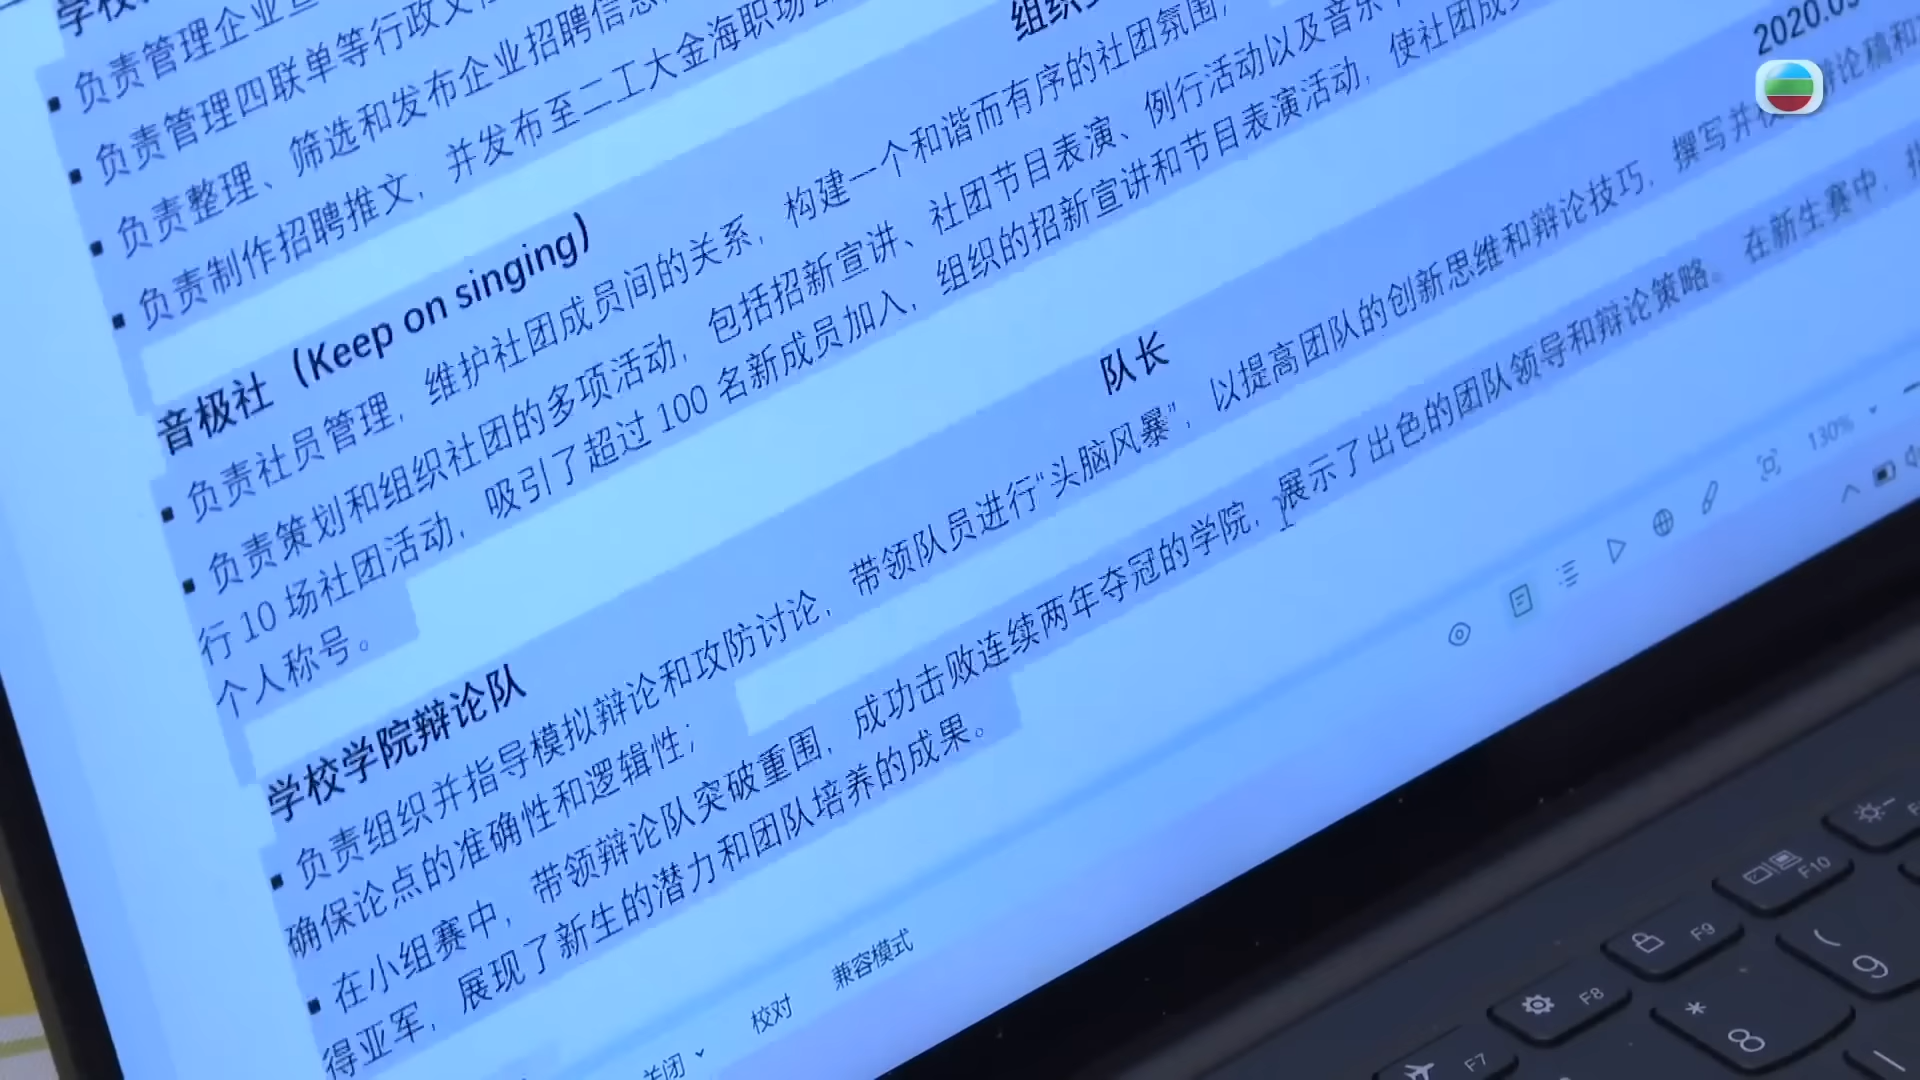 学校
负责管理企业
负责管理四联单等行政文
负责整理、筛选和发布企业招聘信息
负责制作招聘推文，并发布至二工大金海职场
音极社（Keep on singing） 组织
负责社员管理，维护社团成员间的关系，构建一个和谐而有序的社团氛围，
负责策划和组织社团的多项活动，包括招新宣讲、社团节目表演、例行活动以及音乐
行 10 场社团活动，吸引了超过 100 名新成员加入，组织的招新宣讲和节目表演活动，使社团成
个人称号。
学校学院辩论队 队长 2020.0
负责组织并指导模拟辩论和攻防讨论，带领队员进行“头脑风暴”，以提高团队的创新思维和辩论技巧，撰写并 辩论稿和
确保论点的准确性和逻辑性；
在小组赛中，带领辩论队突破重围，成功击败连续两年夺冠的学院，展示了出色的团队领导和辩论策略。在新生赛中，
得亚军，展现了新生的潜力和团队培养的成果。
关闭 校对 兼容模式 130%
F7 F8 F9 F10
* 8 ( 9